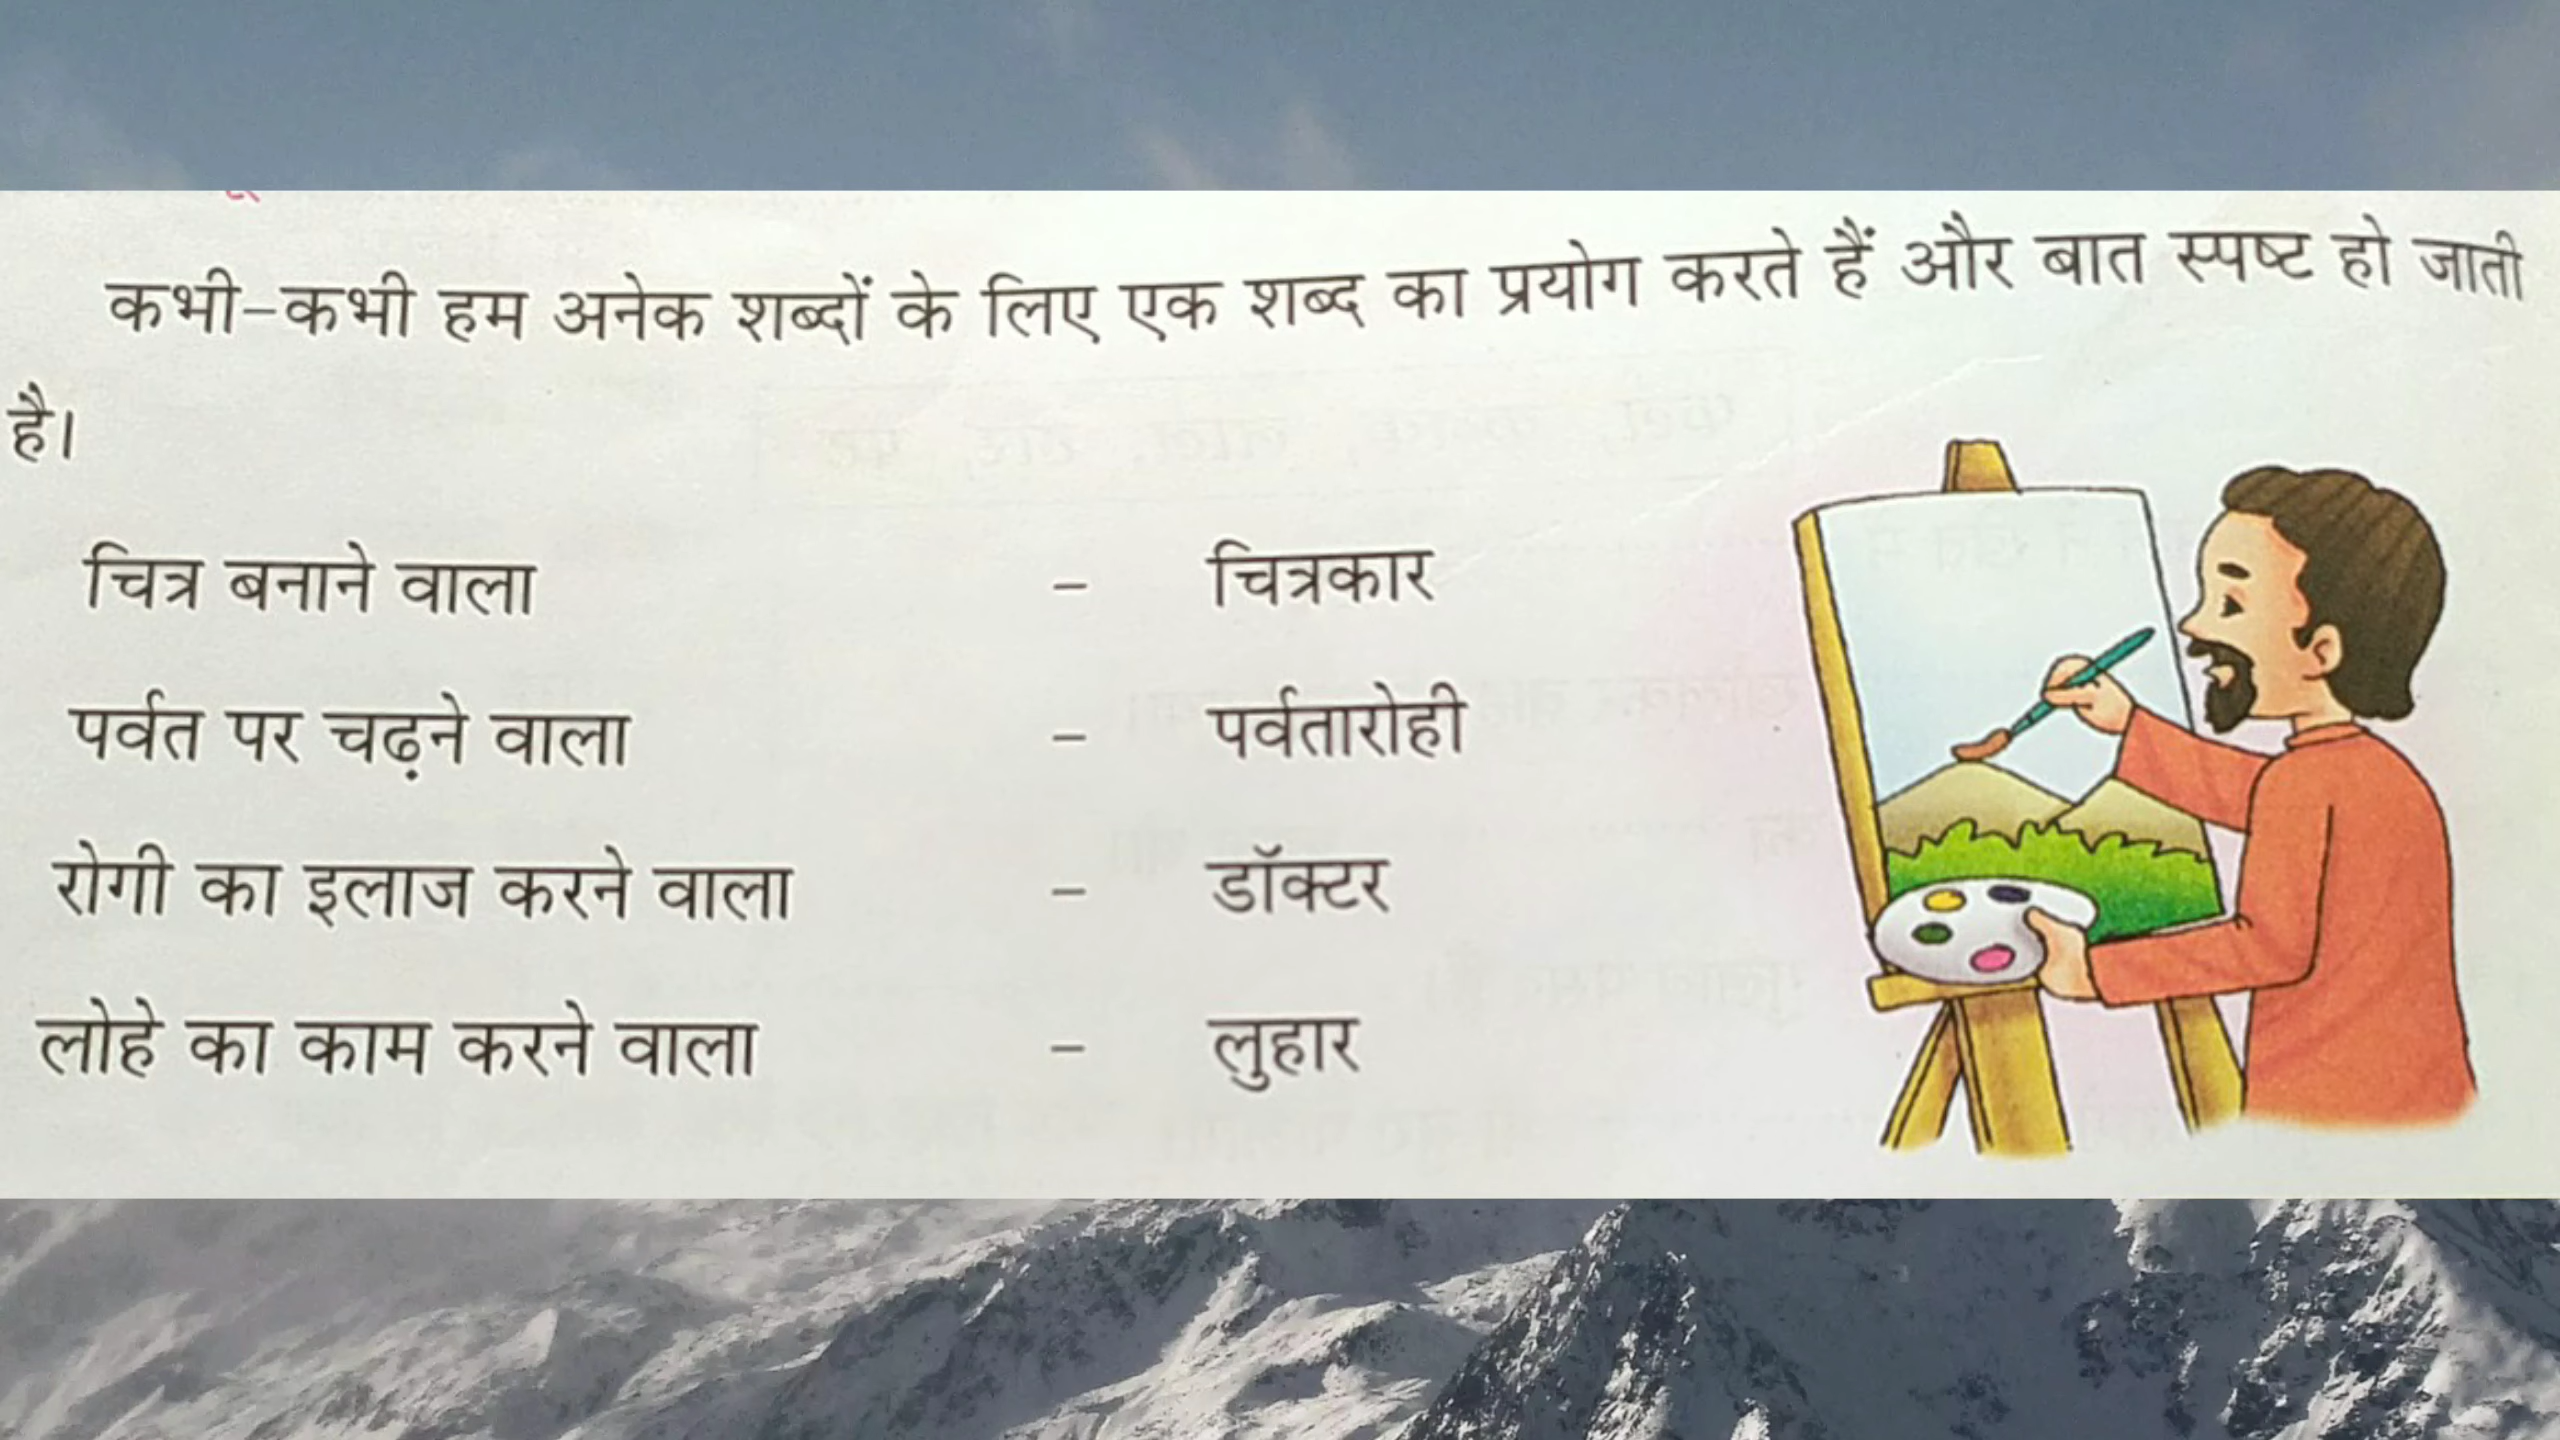 कभी-कभी हम अनेक शब्दों के लिए एक शब्द का प्रयोग करते हैं और बात स्पष्ट हो जाती
है।
चित्र बनाने वाला - चित्रकार
पर्वत पर चढ़ने वाला - पर्वतारोही
रोगी का इलाज करने वाला - डॉक्टर
लोहे का काम करने वाला - लुहार